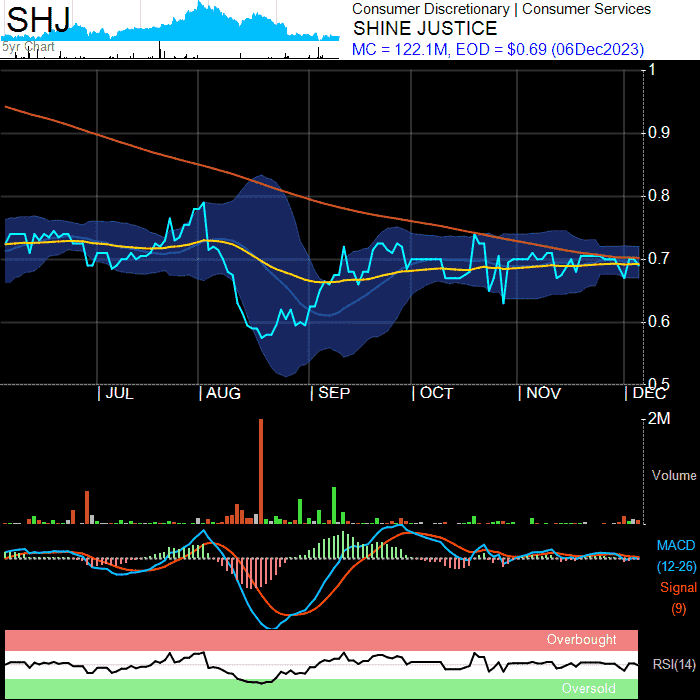 SHJ
5yr Chart
Consumer Discretionary | Consumer Services
SHINE JUSTICE
MC = 122.1M, EOD = $0.69 (06Dec2023)
1
0.9
0.8
0.7
0.6
0.5
| JUL | AUG | SEP | OCT | NOV | DEC
2M
Volume
MACD
(12-26)
Signal
(9)
Overbought
RSI(14)
Oversold